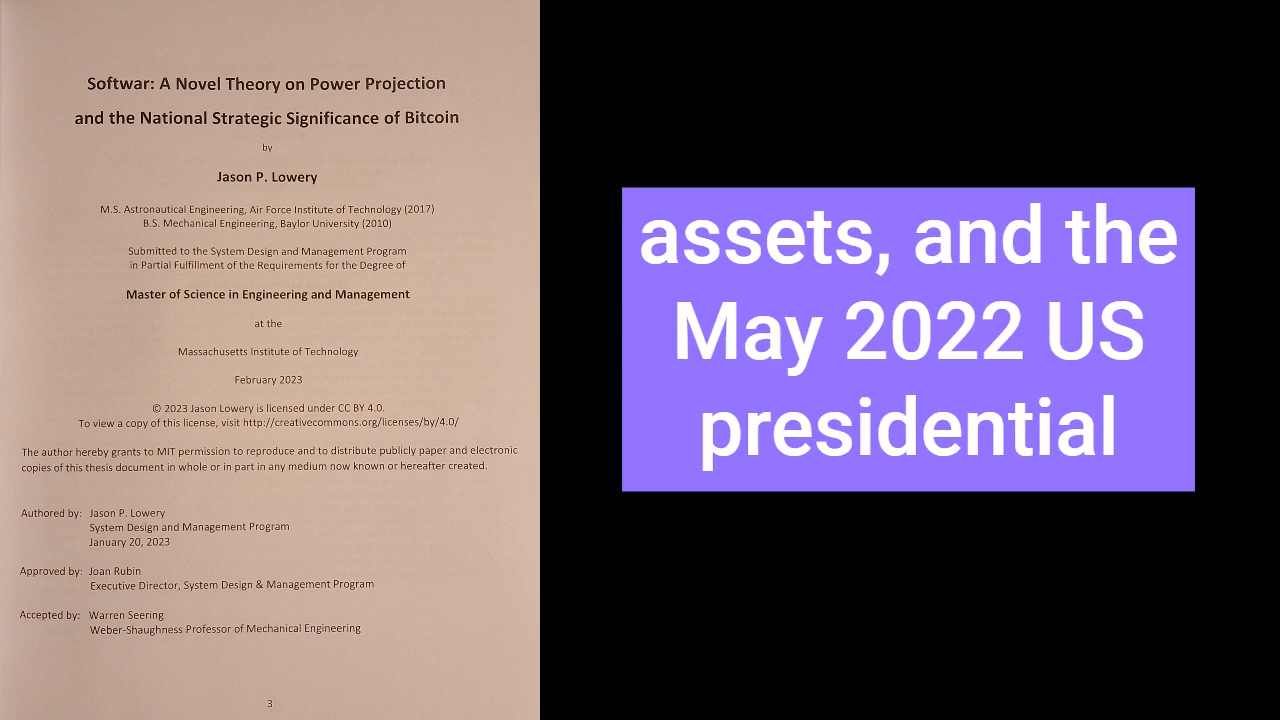 Softwar: A Novel Theory on Power Projection
and the National Strategic Significance of Bitcoin
by
Jason P. Lowery
M.S. Astronautical Engineering, Air Force Institute of Technology (2017)
B.S. Mechanical Engineering, Baylor University (2010)
Submitted to the System Design and Management Program
in Partial Fulfillment of the Requirements for the Degree of
Master of Science in Engineering and Management
at the
Massachusetts Institute of Technology
February 2023
© 2023 Jason Lowery is licensed under CC BY 4.0.
To view a copy of this license, visit http://creativecommons.org/licenses/by/4.0/
The author hereby grants to MIT permission to reproduce and to distribute publicly paper and electronic
copies of this thesis document in whole or in part in any medium now known or hereafter created.
Authored by: Jason P. Lowery
System Design and Management Program
January 20, 2023
Approved by: Joan Rubin
Executive Director, System Design & Management Program
Accepted by: Warren Seering
Weber-Shaughness Professor of Mechanical Engineering
3
assets, and the
May 2022 US
presidential